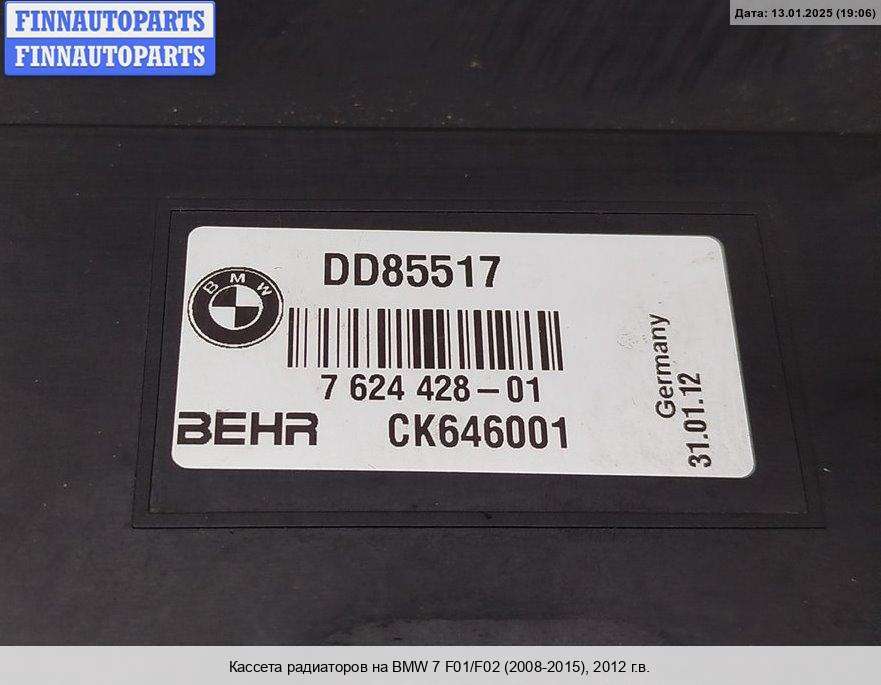 FINNAUTOPARTS
FINNAUTOPARTS
Дата: 13.01.2025 (19:06)
DD85517
BMW
7 624 428-01
BEHR CK646001
Germany
31.01.12
Кассета радиаторов на BMW 7 F01/F02 (2008-2015), 2012 г.в.